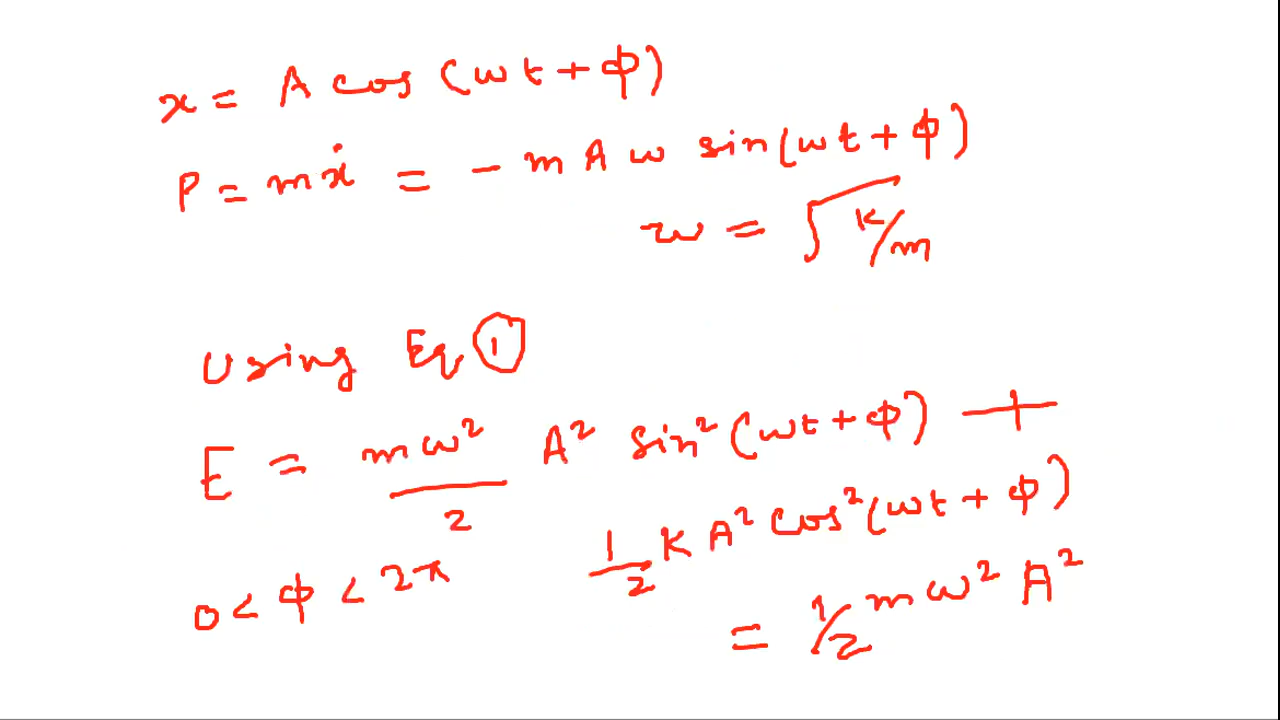 x = A cos (ωt + φ)
P = mẋ = - m A ω sin(ωt + φ)
ω = √k/m
Using Eq ①
E = mω²/2 A² sin² (ωt + φ) +
1/2 K A² cos² (ωt + φ)
0 < φ < 2π
= 1/2 m ω² A²